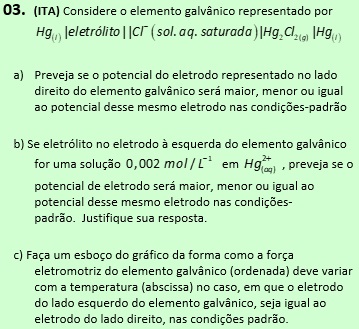 03. (ITA) Considere o elemento galvânico representado por
Hg(l) |eletrólito||Cl⁻ (sol. aq. saturada)|Hg₂Cl₂(g) |Hg(l)
a) Preveja se o potencial do eletrodo representado no lado
direito do elemento galvânico será maior, menor ou igual
ao potencial desse mesmo eletrodo nas condições-padrão
b) Se eletrólito no eletrodo à esquerda do elemento galvânico
for uma solução 0,002 mol / L⁻¹ em Hg²⁺(aq) , preveja se o
potencial de eletrodo será maior, menor ou igual ao
potencial desse mesmo eletrodo nas condições-
padrão. Justifique sua resposta.
c) Faça um esboço do gráfico da forma como a força
eletromotriz do elemento galvânico (ordenada) deve variar
com a temperatura (abscissa) no caso, em que o eletrodo
do lado esquerdo do elemento galvânico, seja igual ao
eletrodo do lado direito, nas condições padrão.